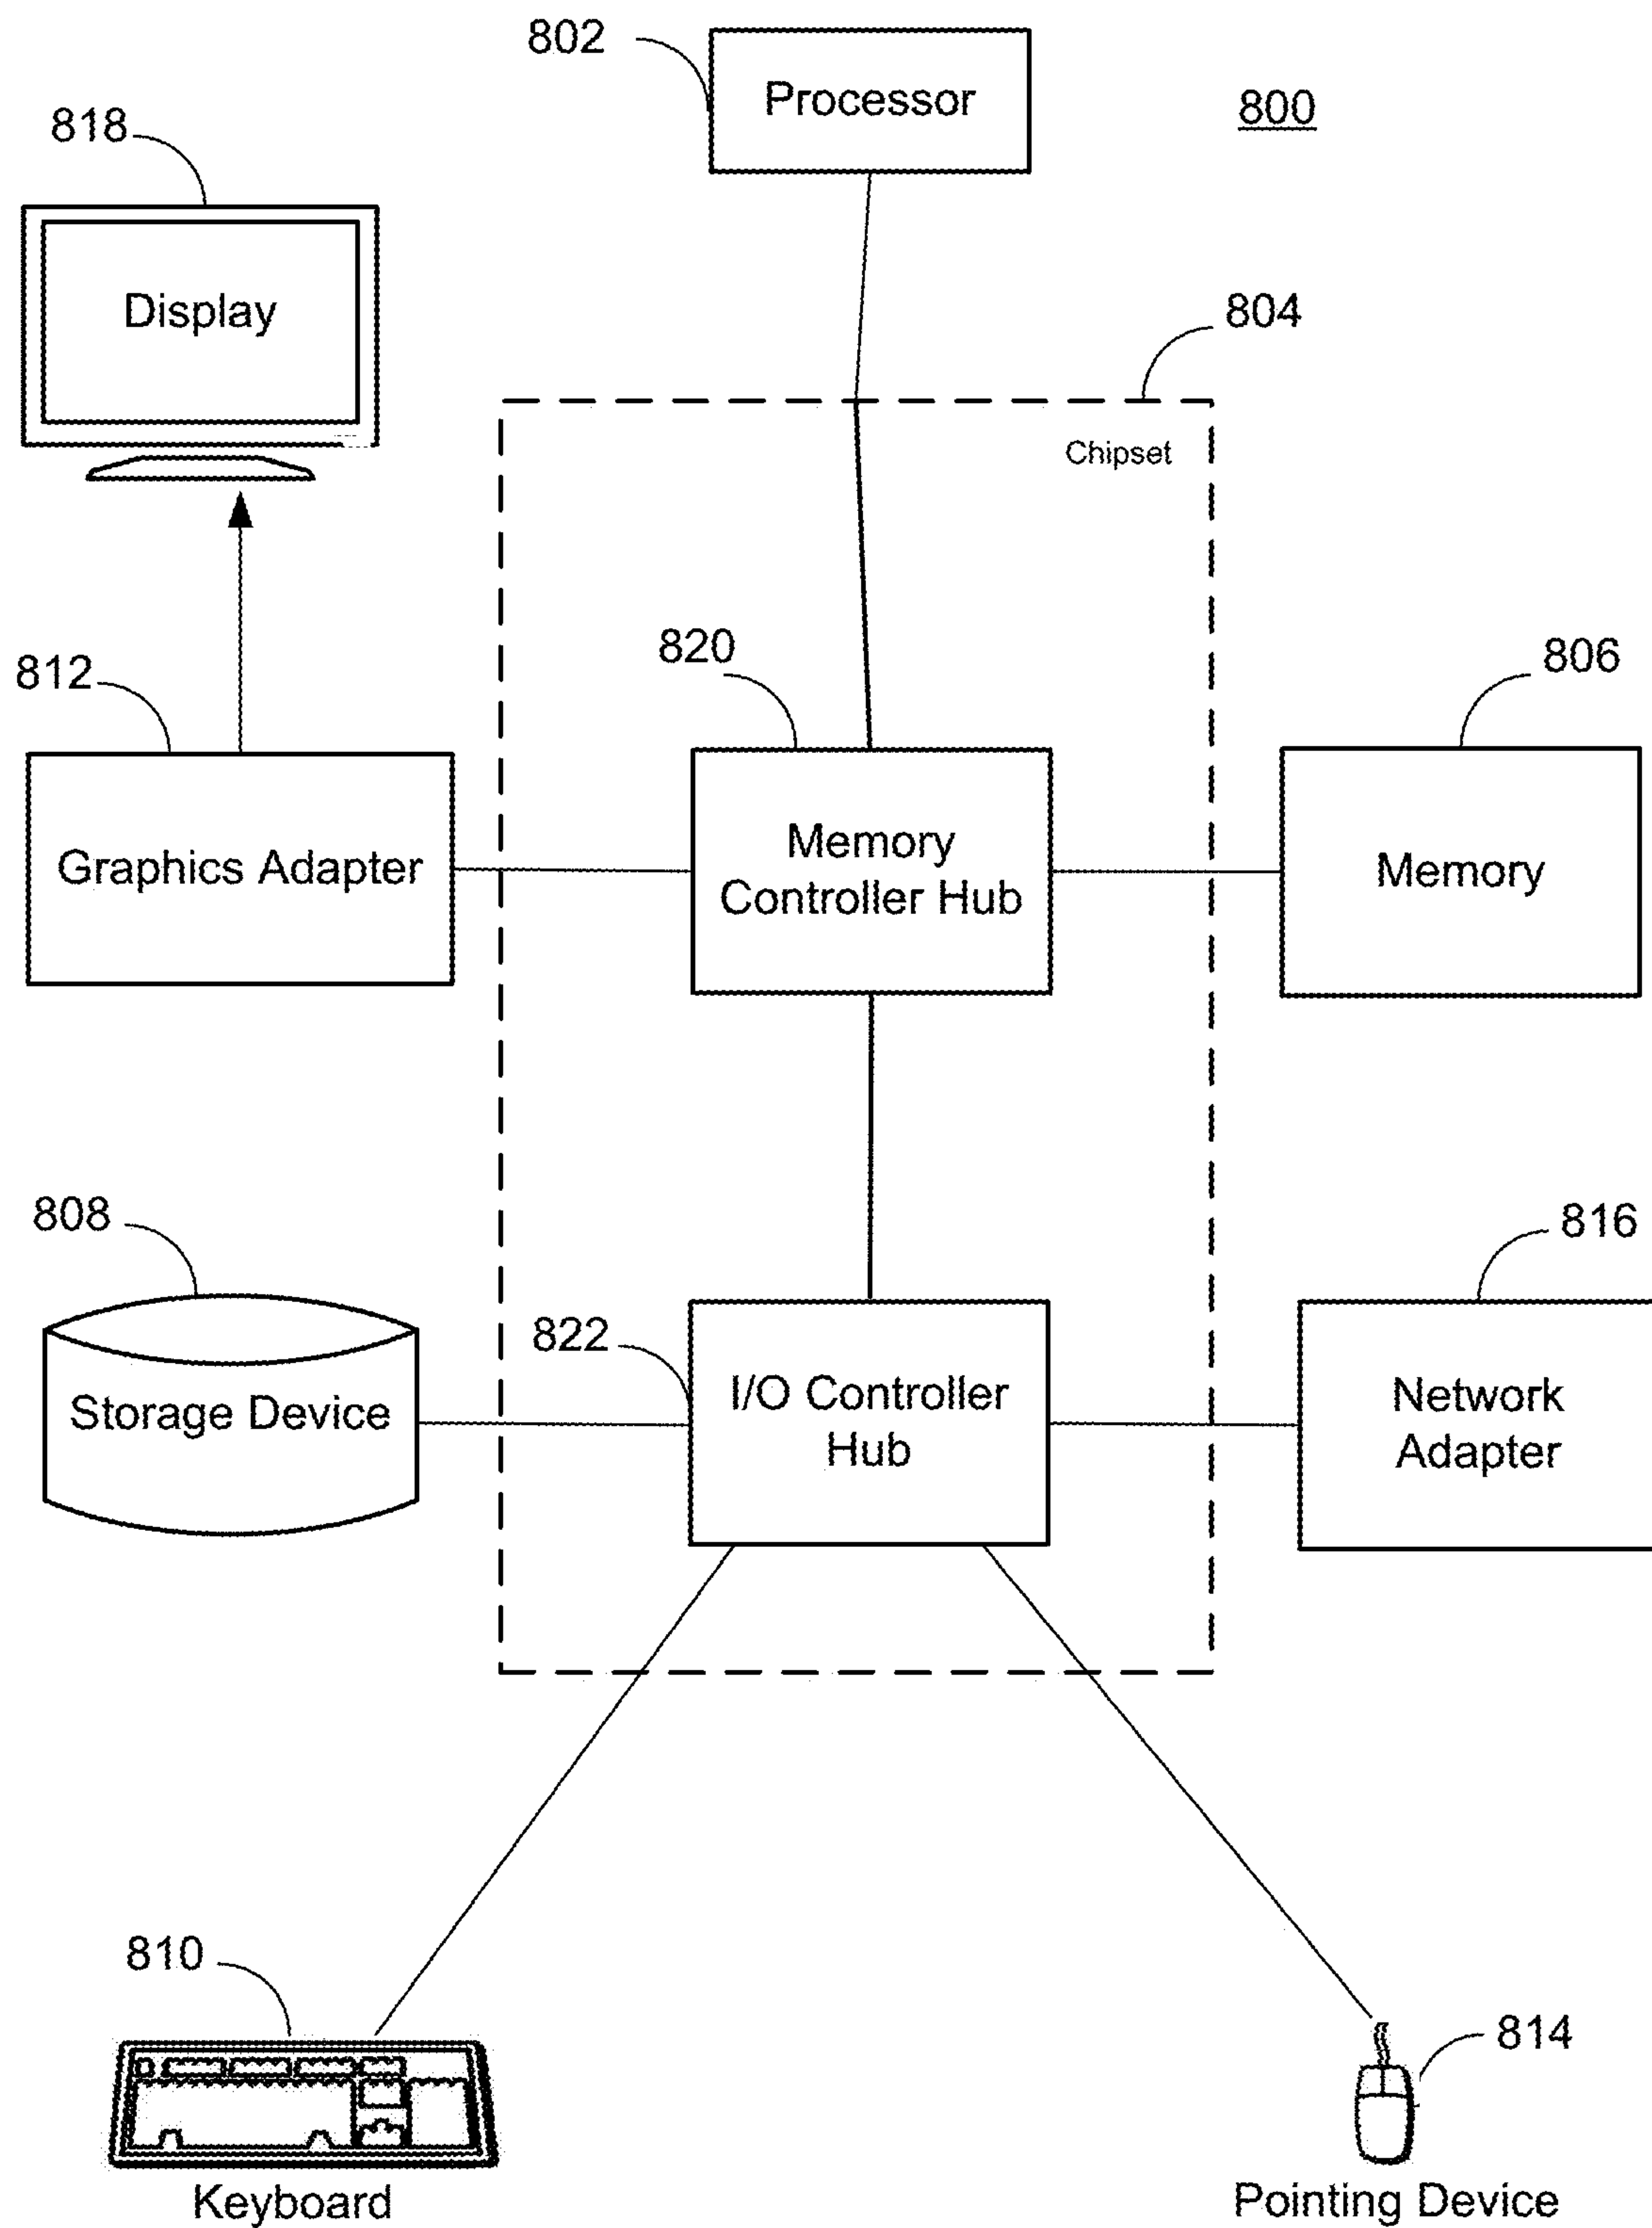 802
Processor
800
818
Display
804
Chipset
820
806
812
Memory
Controller Hub
Graphics Adapter
Memory
808
816
822
I/O Controller
Hub
Storage Device
Network
Adapter
810
814
Keyboard
Pointing Device